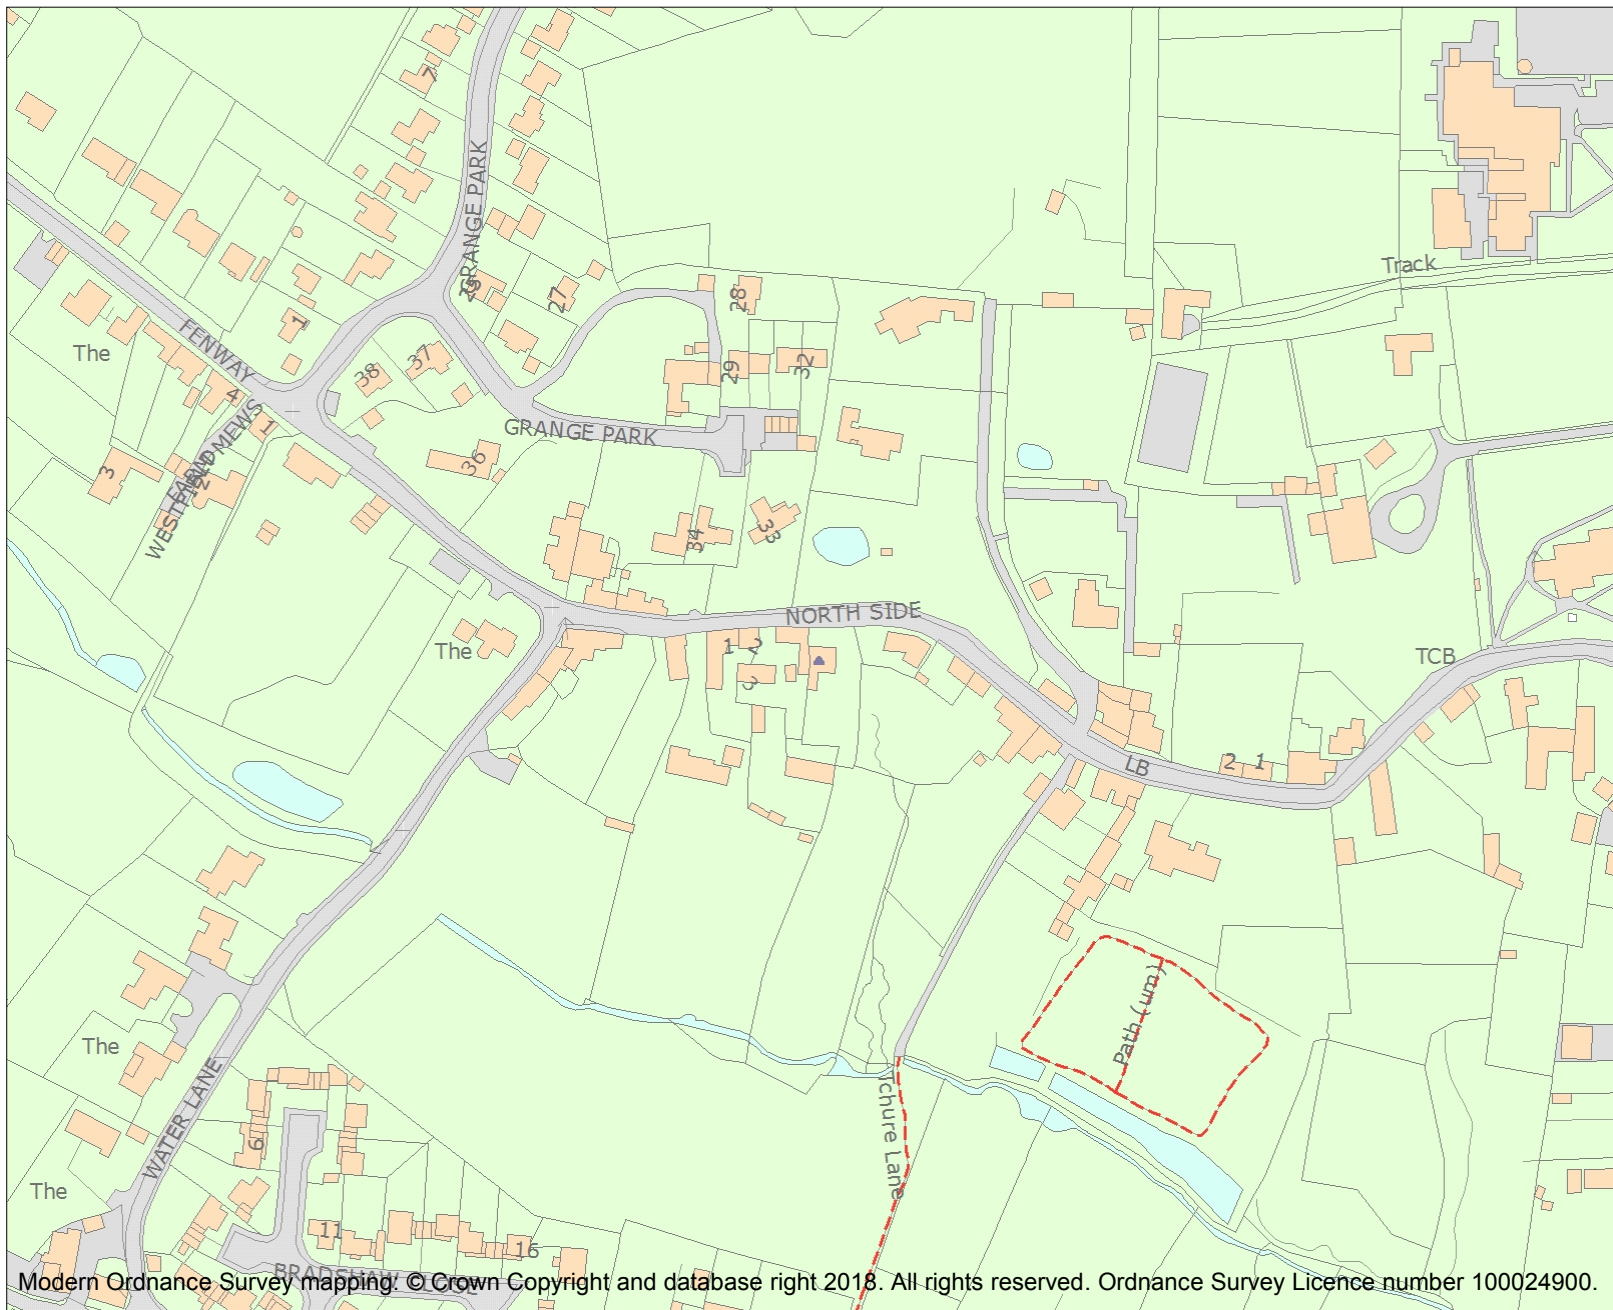 7
GRANGE PARK
Track
28
27
FENWAY
1
The
38
37
29
32
4
1
GRANGE PARK
36
3
2
WESTFIELD
MEWS
34
33
NORTH SIDE
The
1
2
3
TCB
LB
2
1
Path (um)
The
Tchure Lane
WATER LANE
6
The
11
16
BRADSHAW CLOSE
Modern Ordnance Survey mapping: © Crown Copyright and database right 2018. All rights reserved. Ordnance Survey Licence number 100024900.